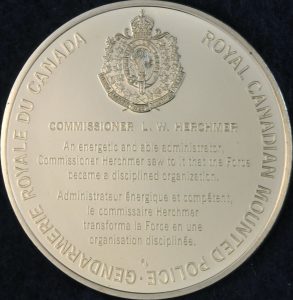 GENDARMERIE ROYALE DU CANADA
ROYAL CANADIAN MOUNTED POLICE
COMMISSIONER L. W. HERCHMER
An energetic and able administrator,
Commissioner Herchmer saw to it that the Force
became a disciplined organization.
Administrateur énergique et compétent,
le commissaire Herchmer
transforma la Force en une
organisation disciplinée.